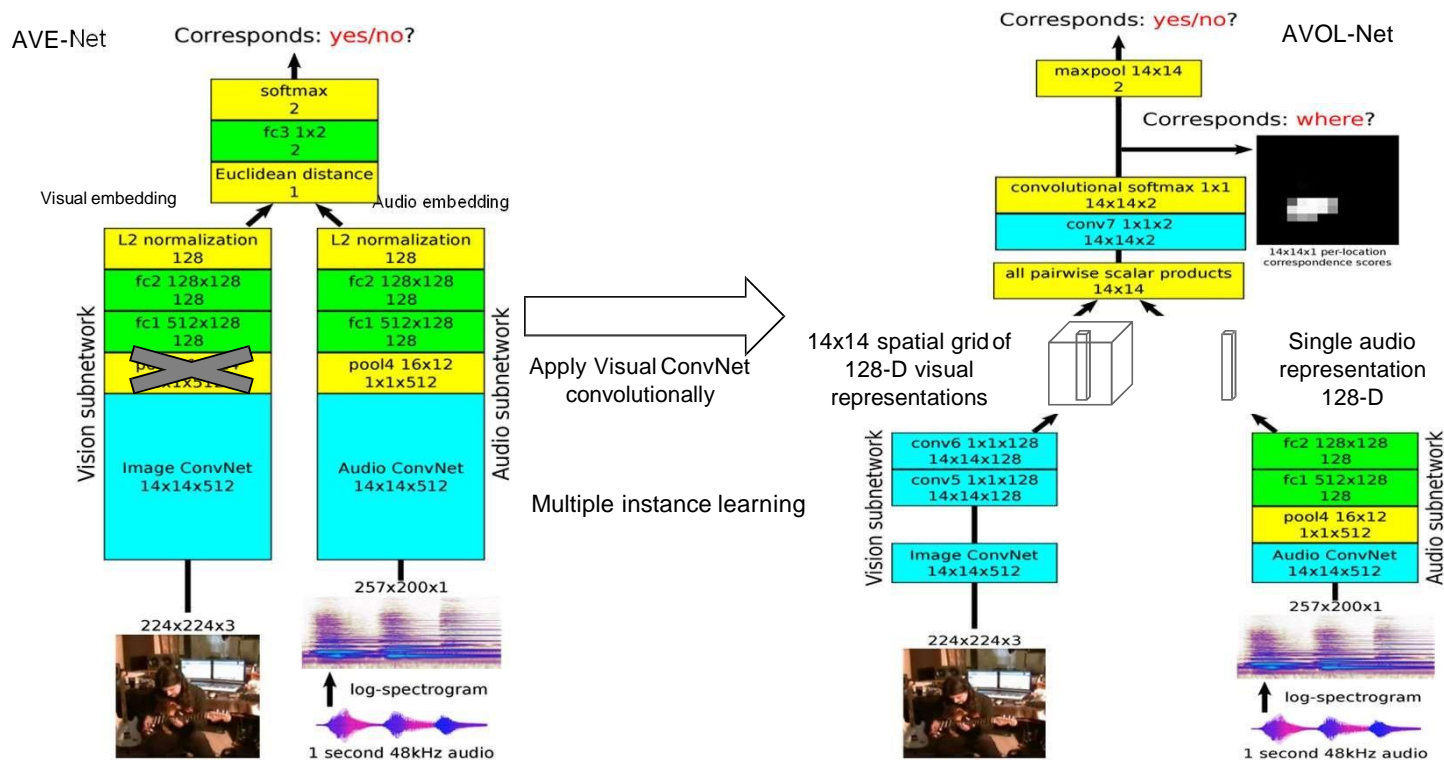 AVE-Net
Corresponds: yes/no?
softmax
2
fc3 1x2
2
Euclidean distance
1
Visual embedding
Audio embedding
L2 normalization
128
fc2 128x128
128
fc1 512x128
128
1x1x512
Image ConvNet
14x14x512
Vision subnetwork
L2 normalization
128
fc2 128x128
128
fc1 512x128
128
pool4 16x12
1x1x512
Audio ConvNet
14x14x512
Audio subnetwork
224x224x3
257x200x1
log-spectrogram
1 second 48kHz audio
Apply Visual ConvNet
convolutionally
Multiple instance learning
AVOL-Net
Corresponds: yes/no?
maxpool 14x14
2
Corresponds: where?
14x14x1 per-location
correspondence scores
convolutional softmax 1x1
14x14x2
conv7 1x1x2
14x14x2
all pairwise scalar products
14x14
14x14 spatial grid of
128-D visual
representations
Single audio
representation
128-D
conv6 1x1x128
14x14x128
conv5 1x1x128
14x14x128
Image ConvNet
14x14x512
Vision subnetwork
224x224x3
fc2 128x128
128
fc1 512x128
128
pool4 16x12
1x1x512
Audio ConvNet
14x14x512
Audio subnetwork
257x200x1
log-spectrogram
1 second 48kHz audio